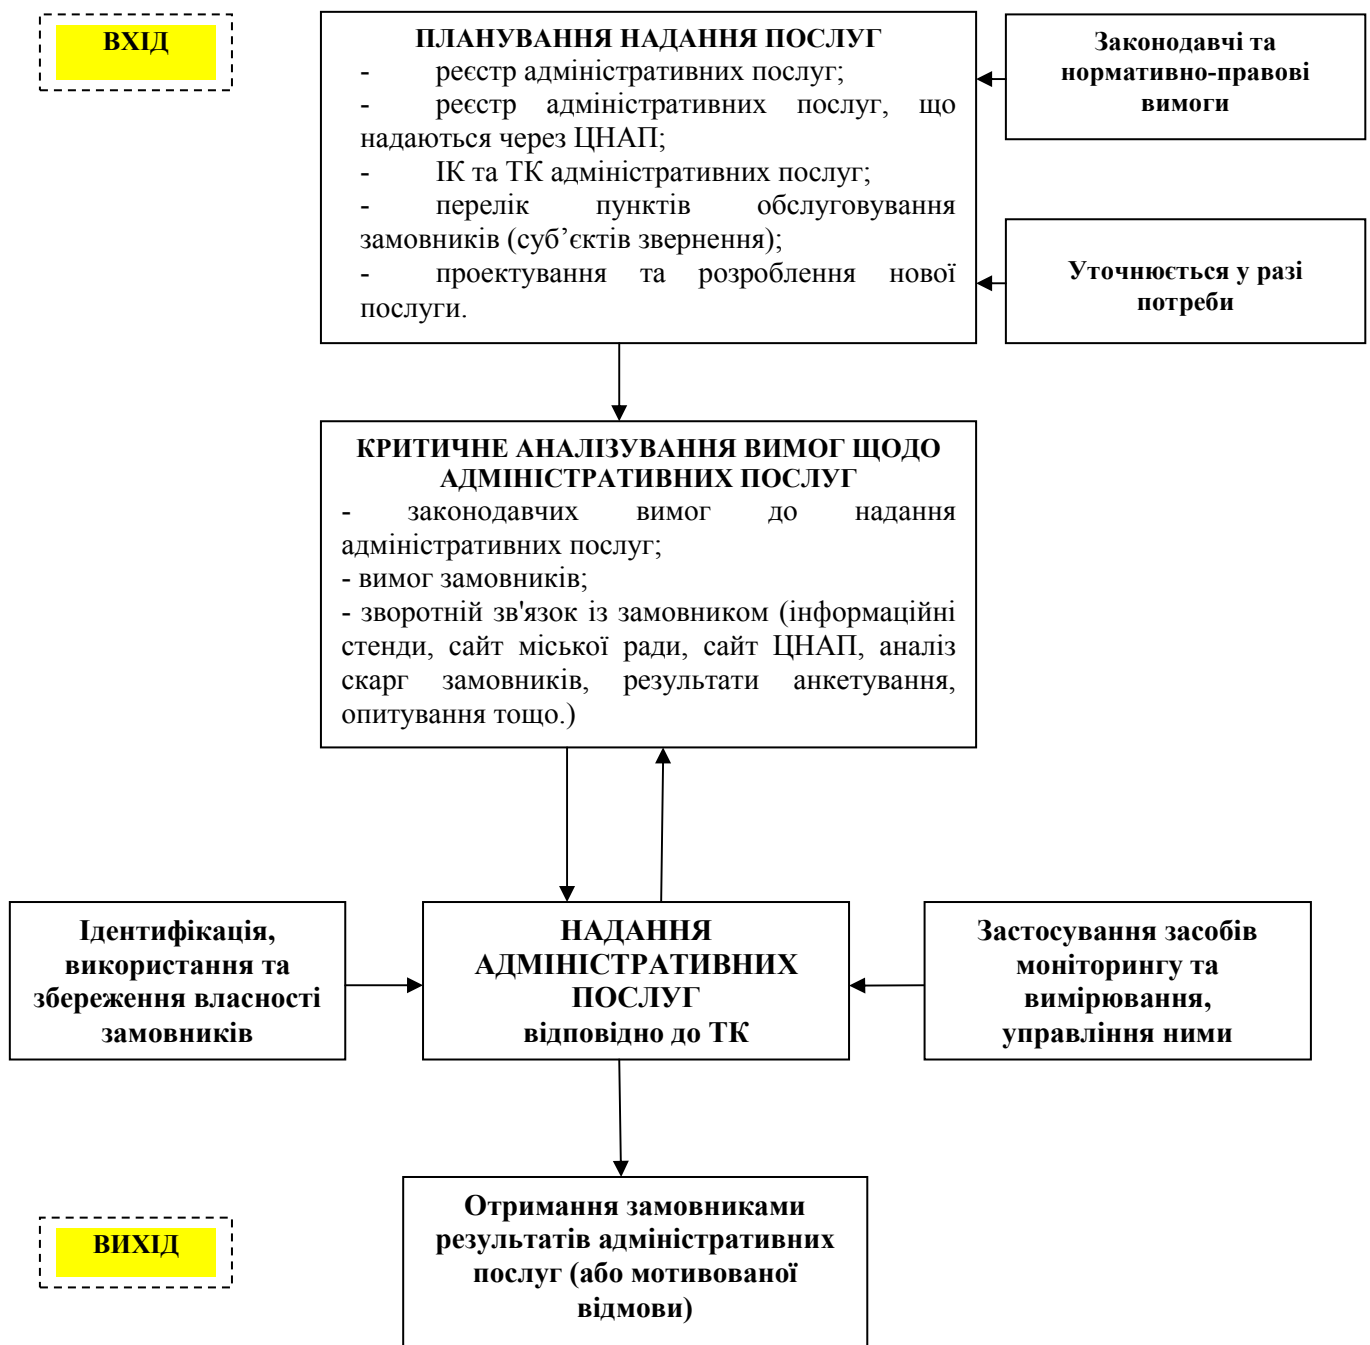 ВХІД
ПЛАНУВАННЯ НАДАННЯ ПОСЛУГ
- реєстр адміністративних послуг;
- реєстр адміністративних послуг, що
надаються через ЦНАП;
- ІК та ТК адміністративних послуг;
- перелік пунктів обслуговування
замовників (суб’єктів звернення);
- проектування та розроблення нової
послуги.
Законодавчі та
нормативно-правові
вимоги
Уточнюється у разі
потреби
КРИТИЧНЕ АНАЛІЗУВАННЯ ВИМОГ ЩОДО
АДМІНІСТРАТИВНИХ ПОСЛУГ
- законодавчих вимог до надання
адміністративних послуг;
- вимог замовників;
- зворотній зв'язок із замовником (інформаційні
стенди, сайт міської ради, сайт ЦНАП, аналіз
скарг замовників, результати анкетування,
опитування тощо.)
Ідентифікація,
використання та
збереження власності
замовників
НАДАННЯ
АДМІНІСТРАТИВНИХ
ПОСЛУГ
відповідно до ТК
Застосування засобів
моніторингу та
вимірювання,
управління ними
ВИХІД
Отримання замовниками
результатів адміністративних
послуг (або мотивованої
відмови)